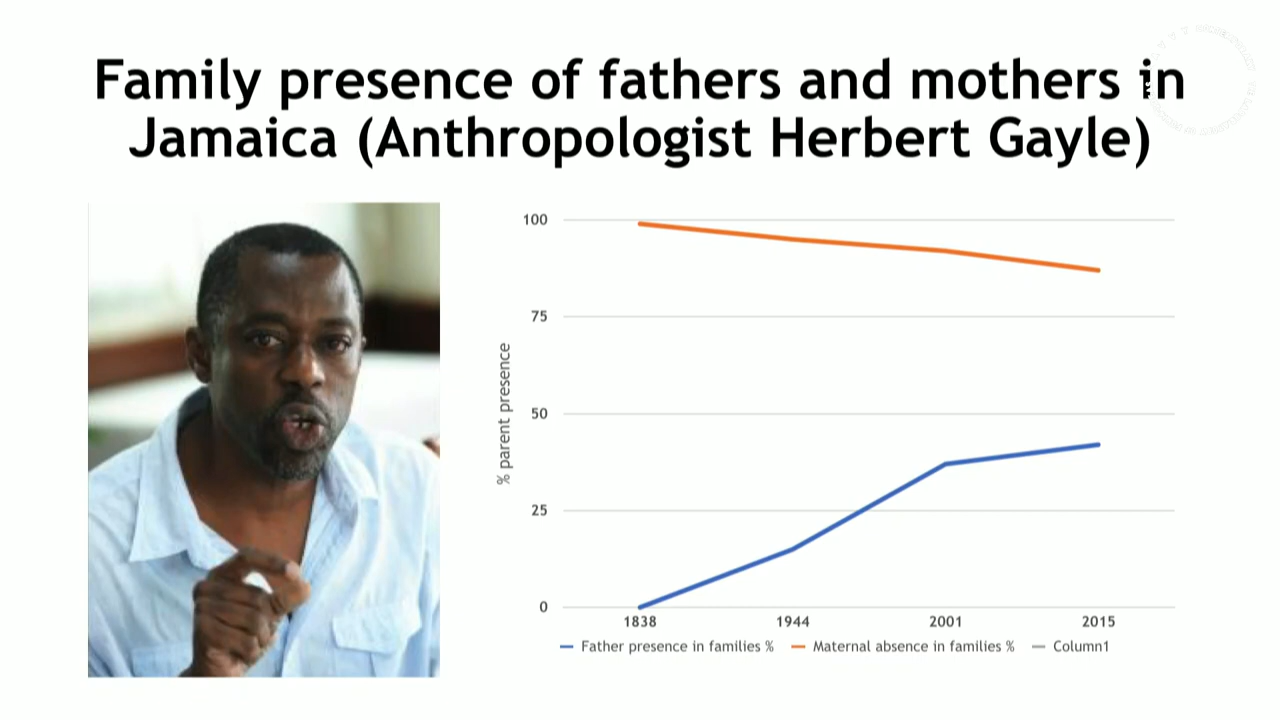 Family presence of fathers and mothers in
Jamaica (Anthropologist Herbert Gayle)
100
75
50
25
0
% parent presence
1838 1944 2001 2015
Father presence in families % Maternal absence in families % Column1